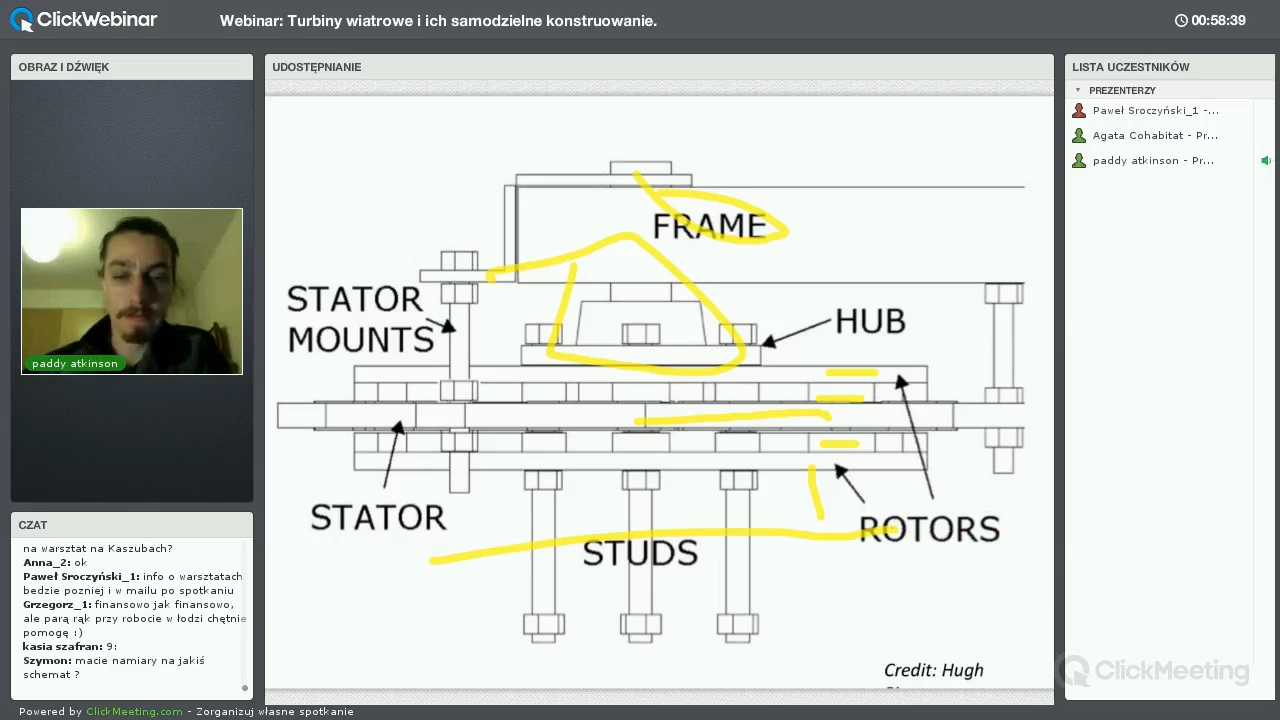 ClickWebinar
Webinar: Turbiny wiatrowe i ich samodzielne konstruowanie.
00:58:39
OBRAZ I DŹWIĘK
paddy atkinson
CZAT
na warsztat na Kaszubach?
Anna_2: ok
Paweł Sroczyński_1: info o warsztatach
bedzie pozniej i w mailu po spotkaniu
Grzegorz_1: finansowo jak finansowo,
ale parą rąk przy robocie w łodzi chętnie
pomogę :)
kasia szafran: 9:
Szymon: macie namiary na jakiś
schemat ?
UDOSTĘPNIANIE
FRAME
STATOR
MOUNTS
HUB
STATOR
ROTORS
STUDS
Credit: Hugh
LISTA UCZESTNIKÓW
PREZENTERZY
Paweł Sroczyński_1 -...
Agata Cohabitat - Pr...
paddy atkinson - Pr...
ClickMeeting
Powered by ClickMeeting.com - Zorganizuj własne spotkanie